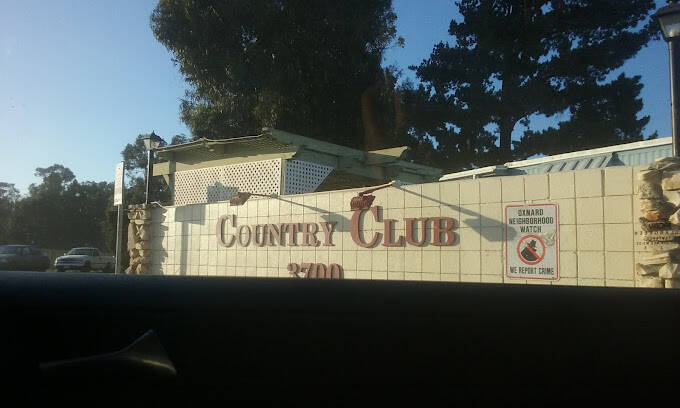 COUNTRY CLUB
3700
OXNARD
NEIGHBORHOOD
WATCH
WE REPORT CRIME